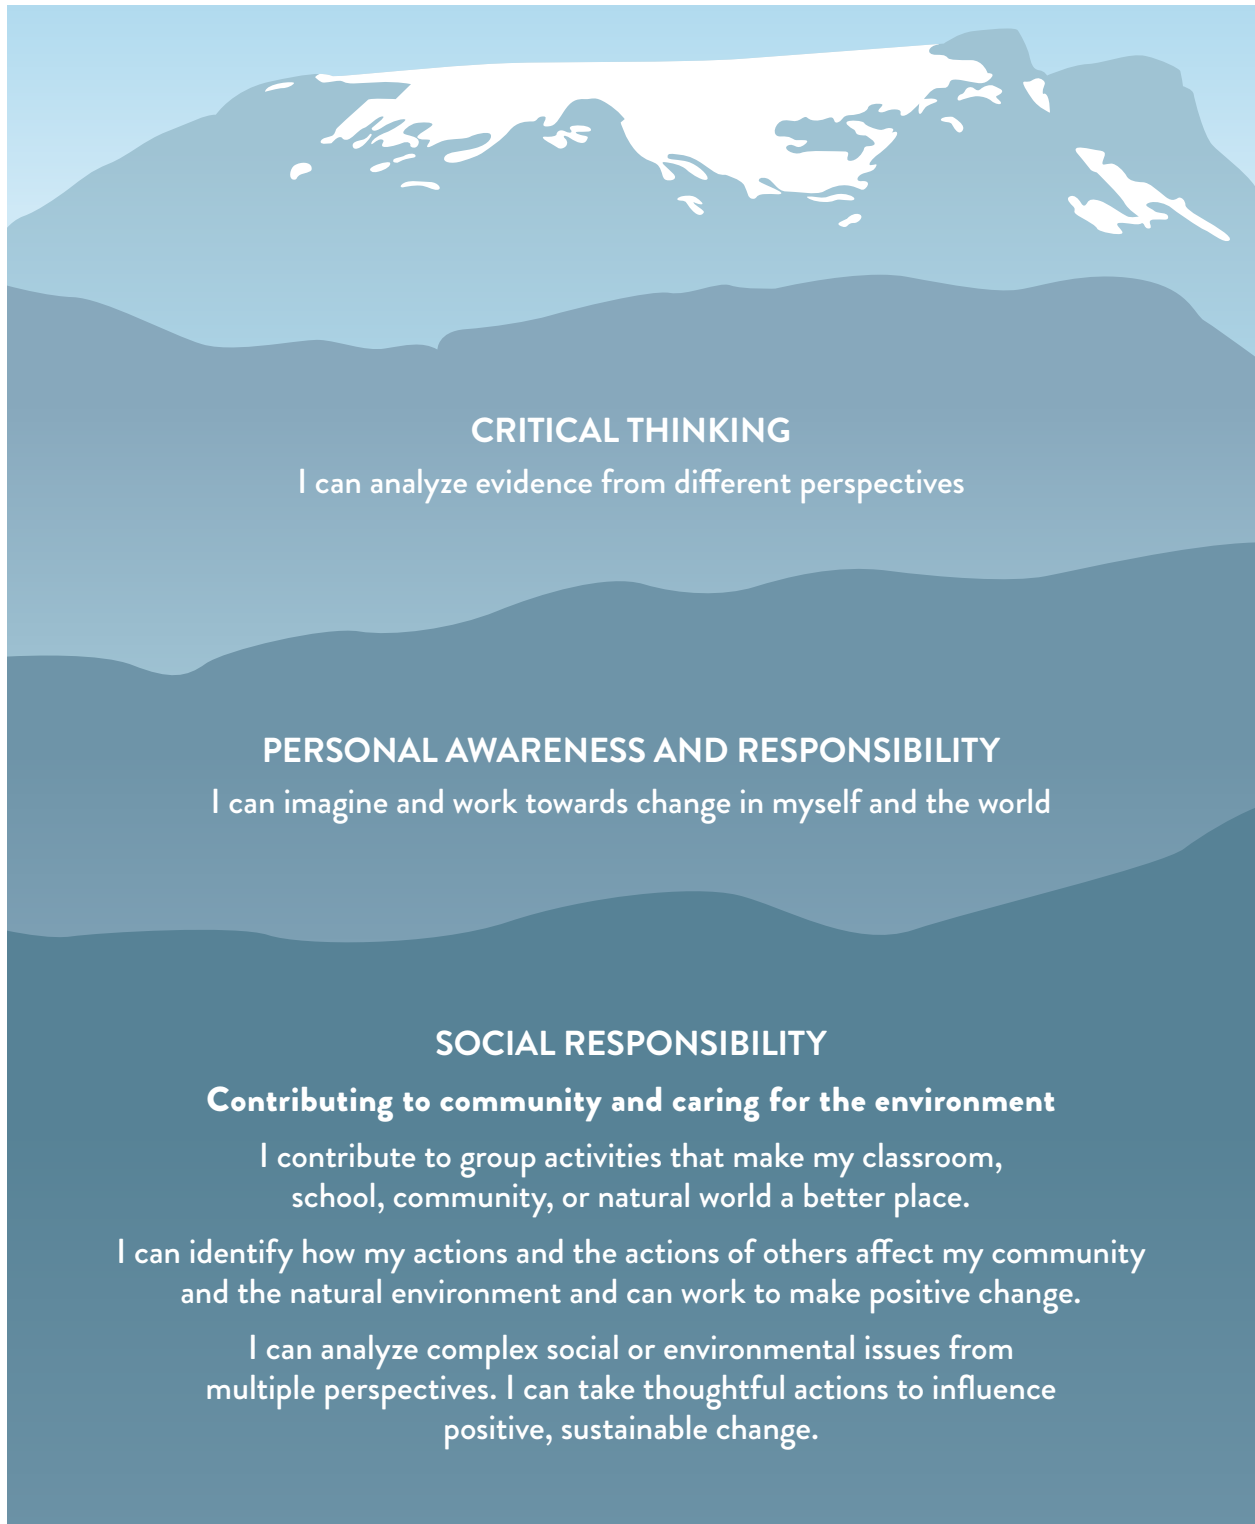 CRITICAL THINKING
I can analyze evidence from different perspectives
PERSONAL AWARENESS AND RESPONSIBILITY
I can imagine and work towards change in myself and the world
SOCIAL RESPONSIBILITY
Contributing to community and caring for the environment
I contribute to group activities that make my classroom,
school, community, or natural world a better place.
I can identify how my actions and the actions of others affect my community
and the natural environment and can work to make positive change.
I can analyze complex social or environmental issues from
multiple perspectives. I can take thoughtful actions to influence
positive, sustainable change.